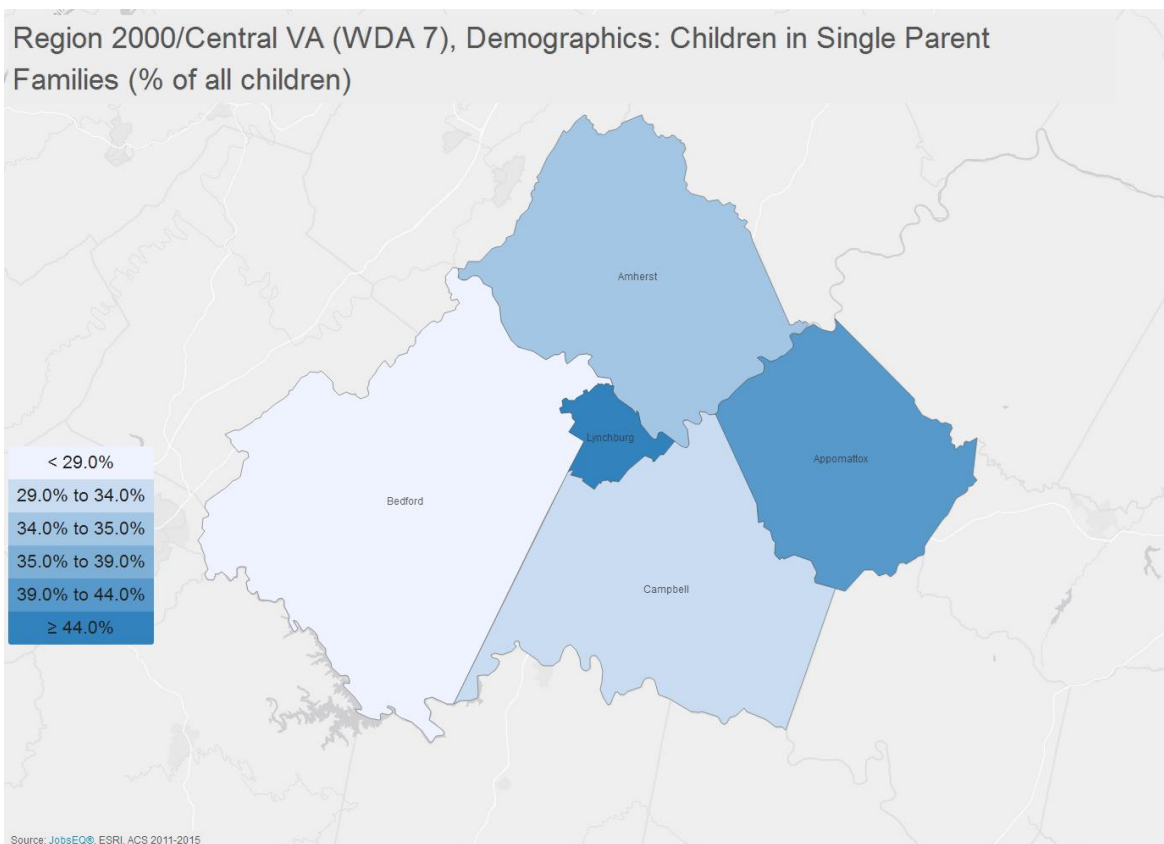 Region 2000/Central VA (WDA 7), Demographics: Children in Single Parent
Families (% of all children)
Amherst
Lynchburg
Appomattox
< 29.0%
29.0% to 34.0%
34.0% to 35.0%
35.0% to 39.0%
39.0% to 44.0%
≥ 44.0%
Bedford
Campbell
Source: JobsEQ®, ESRI, ACS 2011-2015